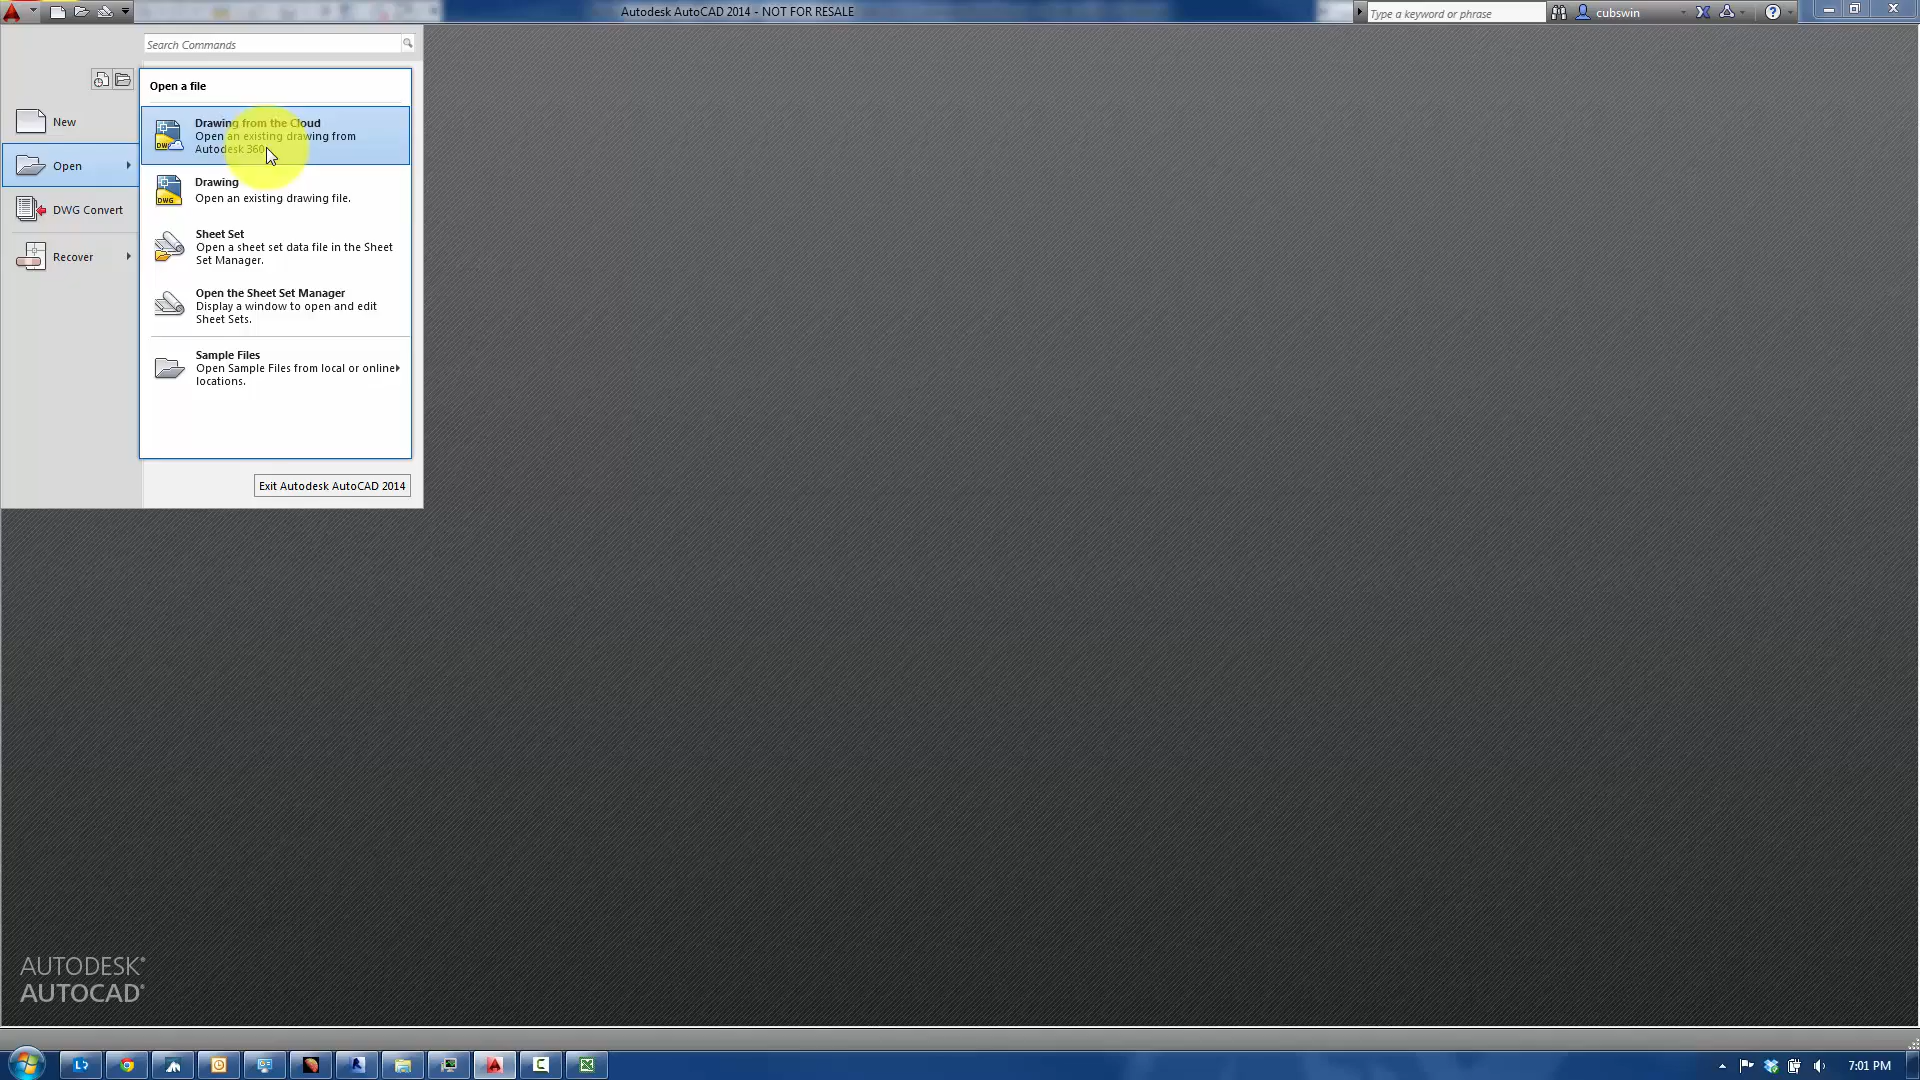 Autodesk AutoCAD 2014 - NOT FOR RESALE
Type a keyword or phrase
cubswin
Search Commands
Open a file
New
Open
DWG Convert
Recover
Drawing from the Cloud
Open an existing drawing from
Autodesk 360
Drawing
Open an existing drawing file.
Sheet Set
Open a sheet set data file in the Sheet
Set Manager.
Open the Sheet Set Manager
Display a window to open and edit
Sheet Sets.
Sample Files
Open Sample Files from local or online
locations.
Exit Autodesk AutoCAD 2014
AUTODESK®
AUTOCAD®
7:01 PM